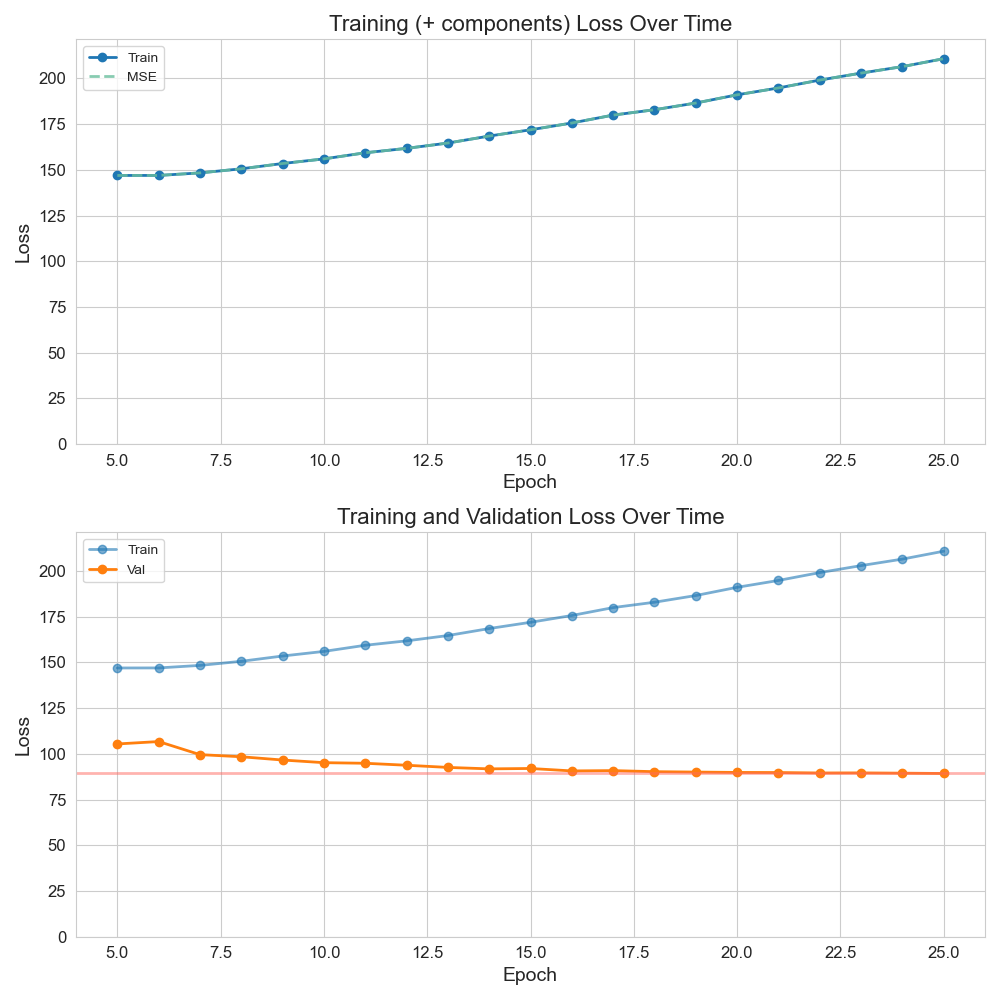 Training (+ components) Loss Over Time
Train
MSE
Loss
200
175
150
125
100
75
50
25
0
5.0 7.5 10.0 12.5 15.0 17.5 20.0 22.5 25.0
Epoch
Training and Validation Loss Over Time
Train
Val
Loss
200
175
150
125
100
75
50
25
0
5.0 7.5 10.0 12.5 15.0 17.5 20.0 22.5 25.0
Epoch